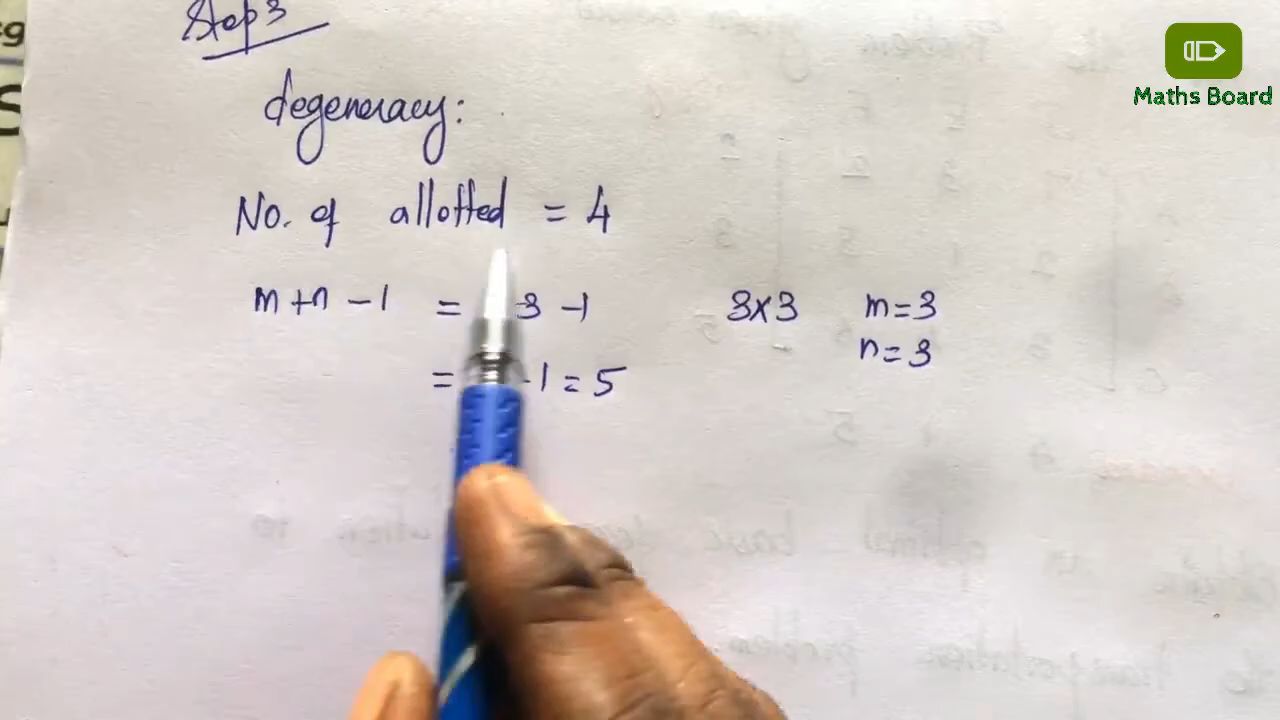 Step 3
Maths Board
degeneracy:
No. of allotted = 4
m+n-1 = 3-1
3x3 m=3
n=3
= -1 = 5